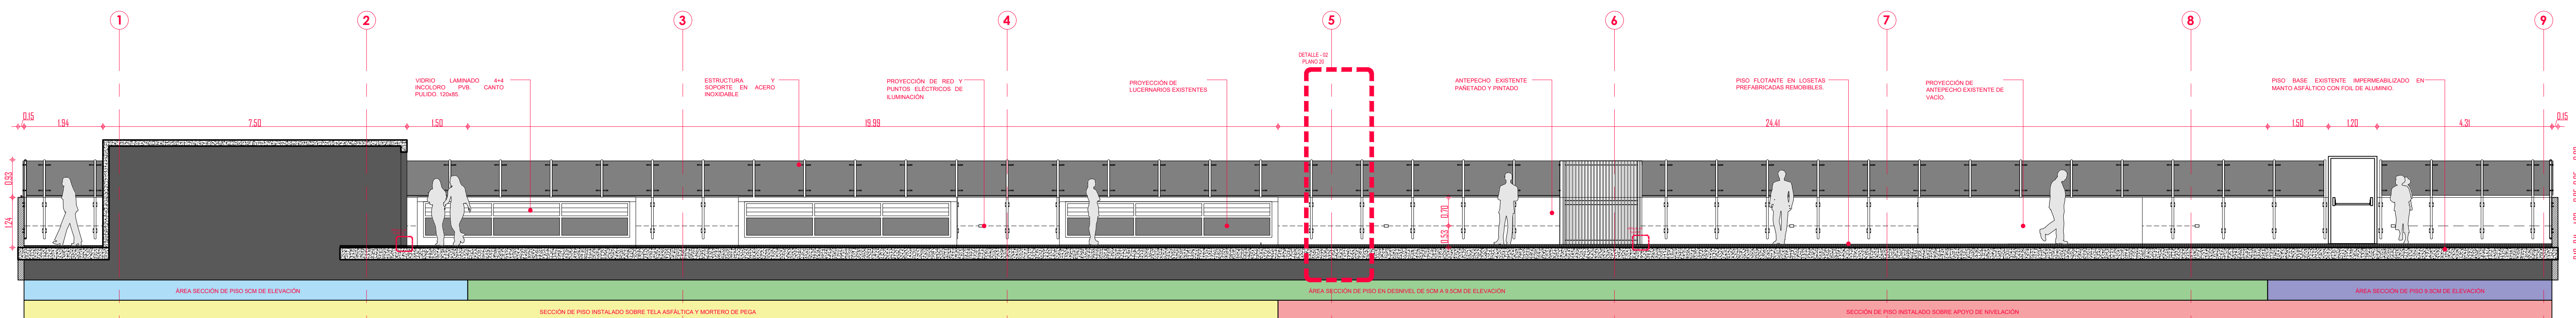 1 2 3 4 5 6 7 8 9
DETALLE - 02
PLANO 20
VIDRIO LAMINADO 4+4
INCOLORO PVB. CANTO
PULIDO. 120x85.
ESTRUCTURA Y
SOPORTE EN ACERO
INOXIDABLE
PROYECCIÓN DE RED Y
PUNTOS ELÉCTRICOS DE
ILUMINACIÓN
PROYECCIÓN DE
LUCERNARIOS EXISTENTES
ANTEPECHO EXISTENTE
PAÑETADO Y PINTADO
PISO FLOTANTE EN LOSETAS
PREFABRICADAS REMOBIBLES.
PROYECCIÓN DE
ANTEPECHO EXISTENTE DE
VACÍO.
PISO BASE EXISTENTE IMPERMEABILIZADO EN
MANTO ASFÁLTICO CON FOIL DE ALUMINIO.
0.15 1.94 7.50 1.50 19.99 24.41 1.50 1.20 4.31 0.15
0.93
1.24
0.70
0.53
ÁREA SECCIÓN DE PISO 5CM DE ELEVACIÓN
ÁREA SECCIÓN DE PISO EN DESNIVEL DE 5CM A 9.5CM DE ELEVACIÓN
ÁREA SECCIÓN DE PISO 9.5CM DE ELEVACIÓN
SECCIÓN DE PISO INSTALADO SOBRE TELA ASFÁLTICA Y MORTERO DE PEGA
SECCIÓN DE PISO INSTALADO SOBRE APOYO DE NIVELACIÓN